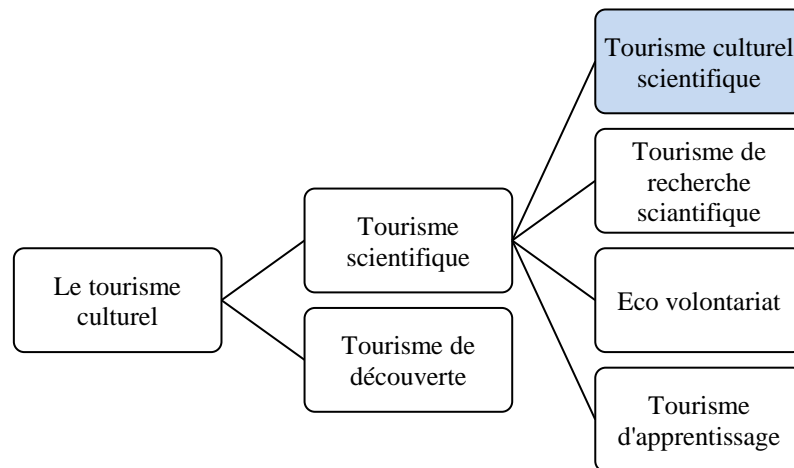 Tourisme culturel
scientifique
Tourisme de
recherche
sciantifique
Tourisme
scientifique
Le tourisme
culturel
Eco volontariat
Tourisme de
découverte
Tourisme
d'apprentissage